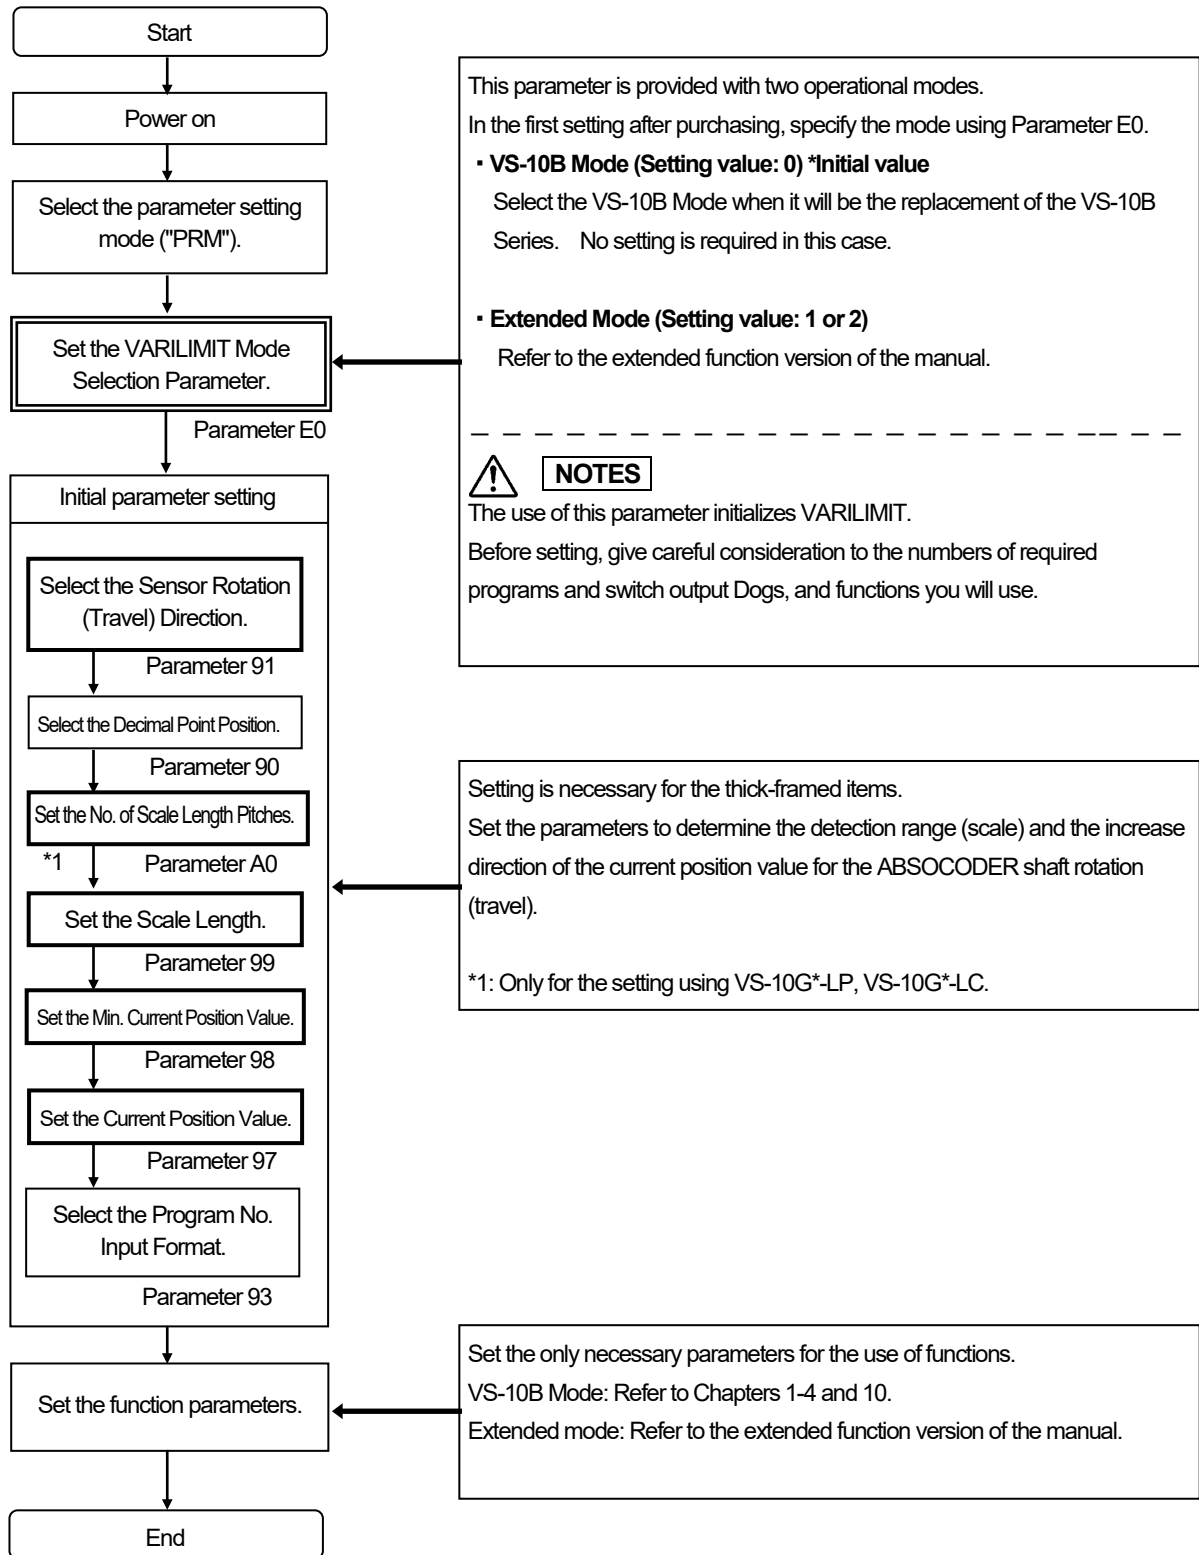 Start
Power on
Select the parameter setting
mode ("PRM").
Set the VARILIMIT Mode
Selection Parameter.
Parameter E0
This parameter is provided with two operational modes.
In the first setting after purchasing, specify the mode using Parameter E0.
・VS-10B Mode (Setting value: 0) *Initial value
Select the VS-10B Mode when it will be the replacement of the VS-10B
Series. No setting is required in this case.
・Extended Mode (Setting value: 1 or 2)
Refer to the extended function version of the manual.
NOTES
The use of this parameter initializes VARILIMIT.
Before setting, give careful consideration to the numbers of required
programs and switch output Dogs, and functions you will use.
Initial parameter setting
Select the Sensor Rotation
(Travel) Direction.
Parameter 91
Select the Decimal Point Position.
Parameter 90
Set the No. of Scale Length Pitches.
*1 Parameter A0
Set the Scale Length.
Parameter 99
Set the Min. Current Position Value.
Parameter 98
Set the Current Position Value.
Parameter 97
Select the Program No.
Input Format.
Parameter 93
Setting is necessary for the thick-framed items.
Set the parameters to determine the detection range (scale) and the increase
direction of the current position value for the ABSOCODER shaft rotation
(travel).
*1: Only for the setting using VS-10G*-LP, VS-10G*-LC.
Set the function parameters.
Set the only necessary parameters for the use of functions.
VS-10B Mode: Refer to Chapters 1-4 and 10.
Extended mode: Refer to the extended function version of the manual.
End